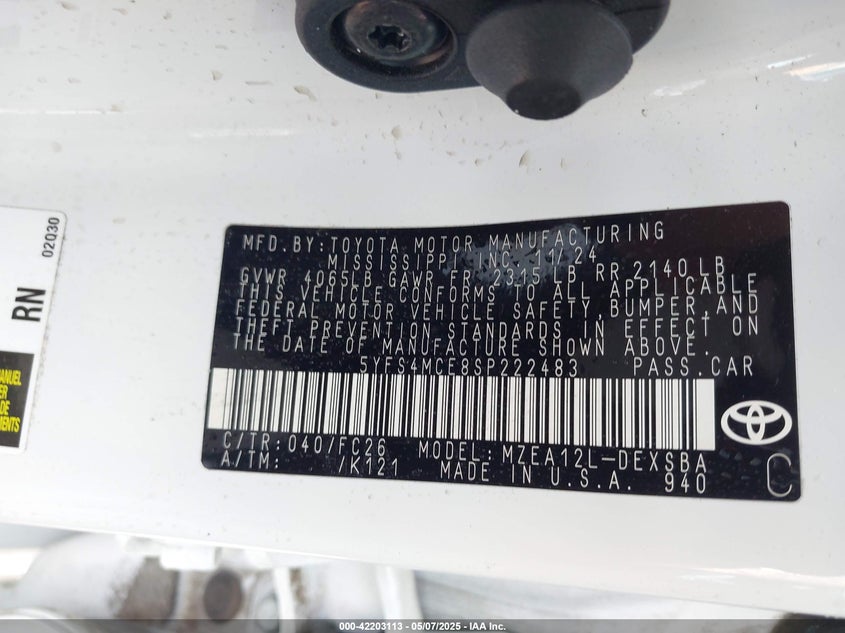 MFD. BY: TOYOTA MOTOR MANUFACTURING
MISSISSIPPI, INC. 11/24
GVWR 4065LB GAWR FR 2315 LB RR 2140 LB
THIS VEHICLE CONFORMS TO ALL APPLICABLE
FEDERAL MOTOR VEHICLE SAFETY, BUMPER, AND
THEFT PREVENTION STANDARDS IN EFFECT ON
THE DATE OF MANUFACTURE SHOWN ABOVE.
5YFS4MCE8SP222483 PASS.CAR
C/TR: 040/FC26 MODEL: MZEA12L-DEXSBA
A/TM: /K121 MADE IN U.S.A. 940
C
02030
RN
MANUEL
000-42203113 - 05/07/2025 - IAA Inc.